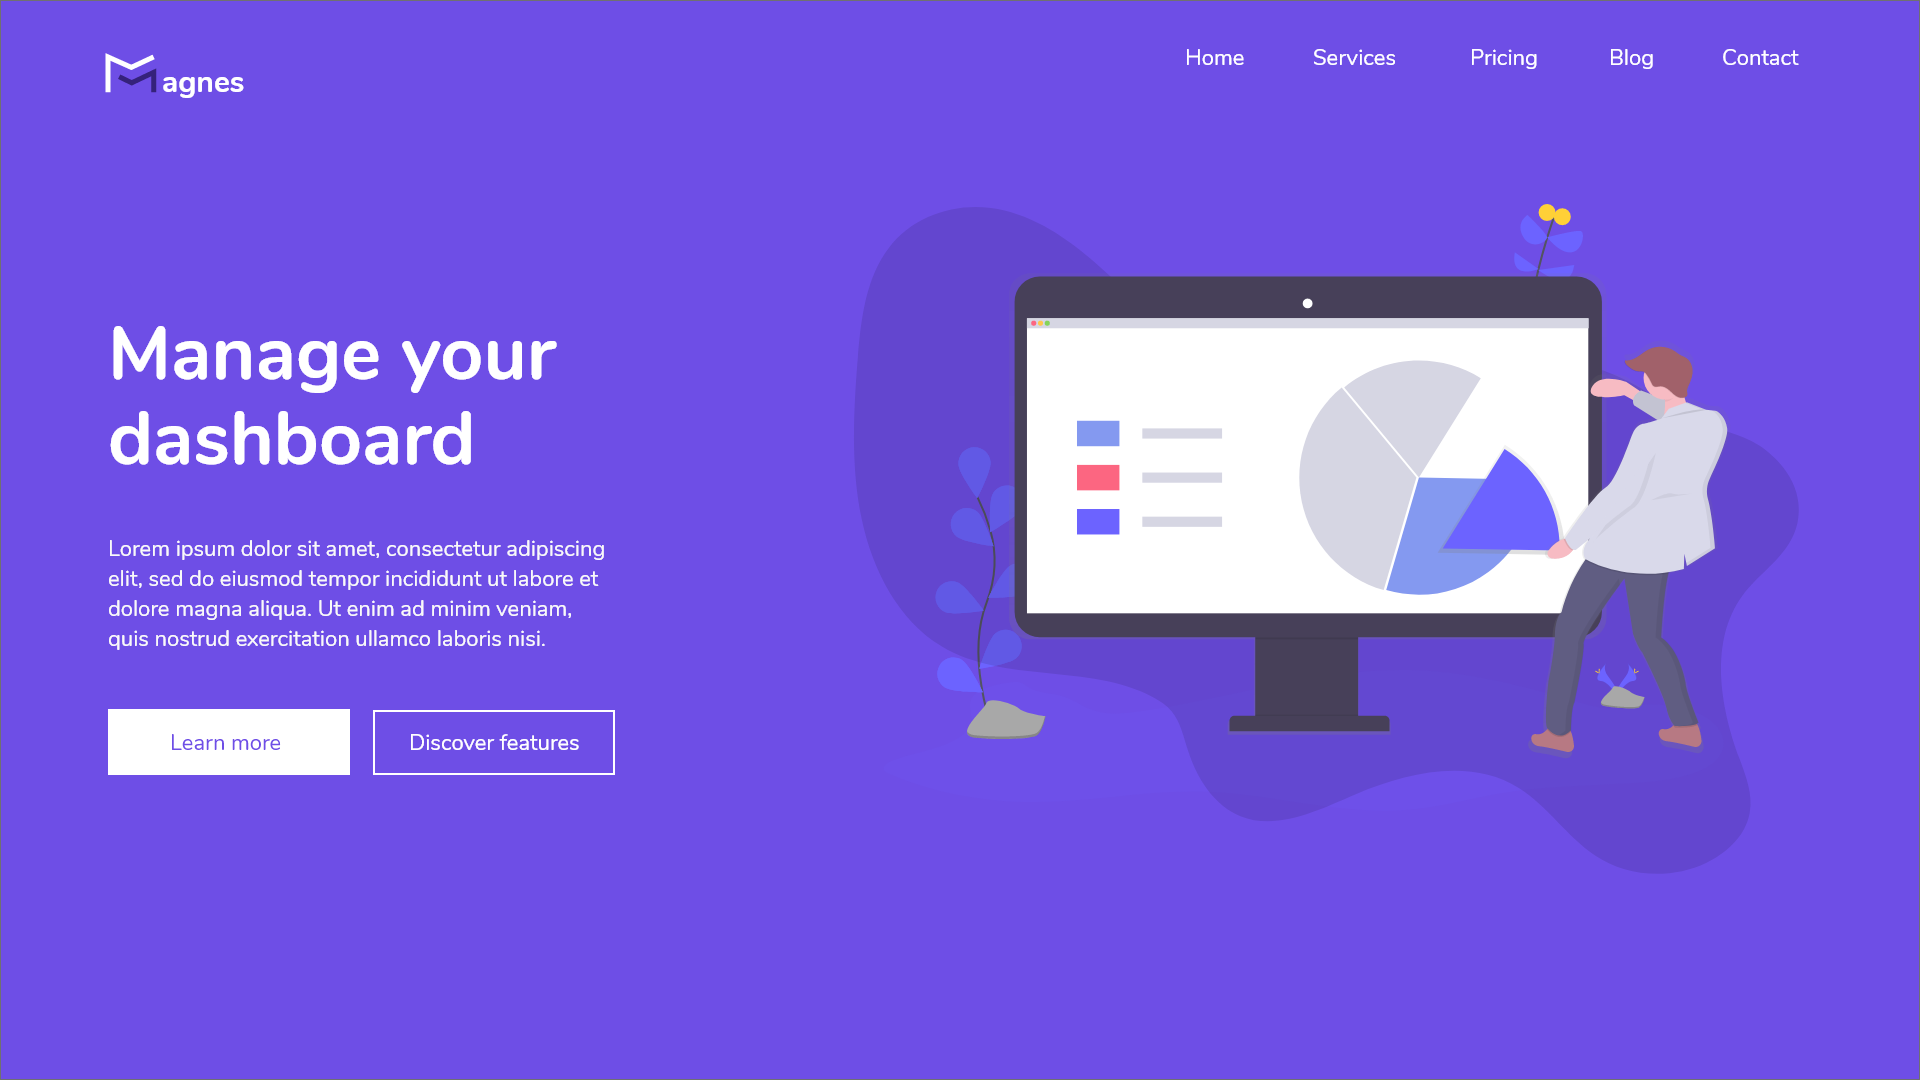 Magnes
Home Services Pricing Blog Contact
Manage your
dashboard
Lorem ipsum dolor sit amet, consectetur adipiscing
elit, sed do eiusmod tempor incididunt ut labore et
dolore magna aliqua. Ut enim ad minim veniam,
quis nostrud exercitation ullamco laboris nisi.
Learn more Discover features